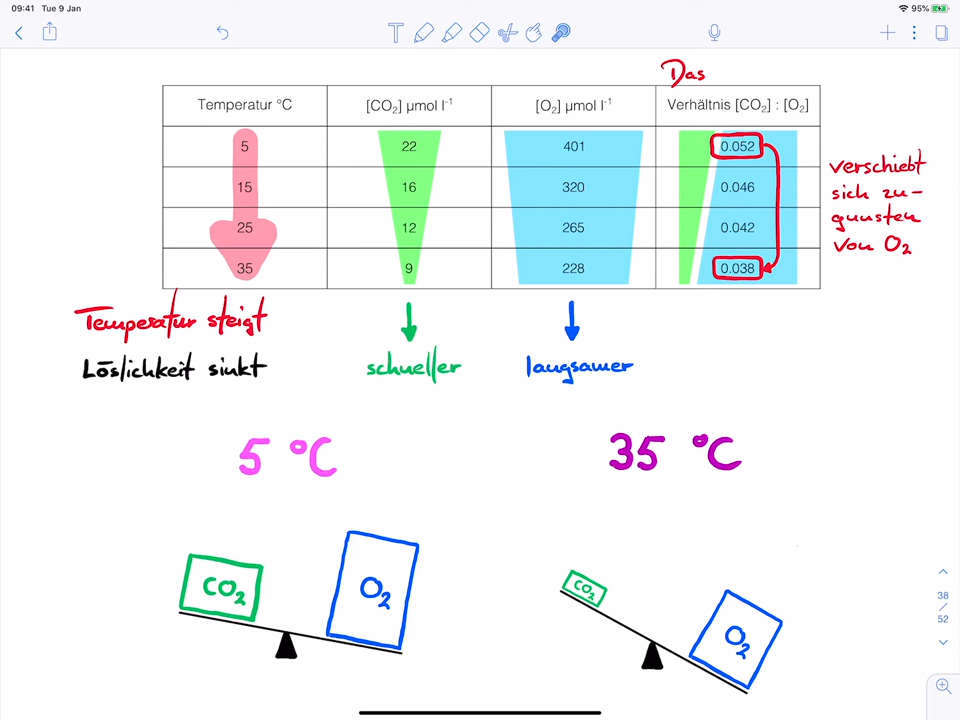 09:41 Tue 9 Jan
95%
T
Das
Temperatur °C [CO₂] µmol l⁻¹ [O₂] µmol l⁻¹ Verhältnis [CO₂] : [O₂]
5 22 401 0.052
15 16 320 0.046
25 12 265 0.042
35 9 228 0.038
verschiebt
sich zu-
gunsten
von O₂
Temperatur steigt
Löslichkeit sinkt schneller langsamer
5 °C 35 °C
CO₂ O₂ CO₂ O₂
38
/
52